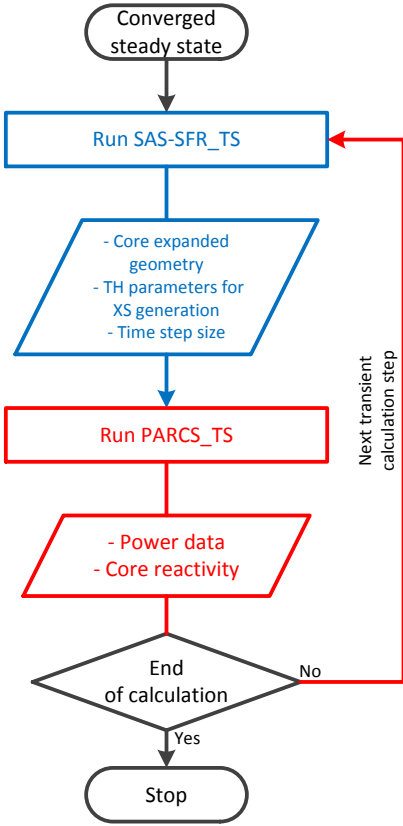 Converged
steady state
Run SAS-SFR_TS
- Core expanded
geometry
- TH parameters for
XS generation
- Time step size
Run PARCS_TS
- Power data
- Core reactivity
End
of calculation
No
Yes
Stop
Next transient
calculation step